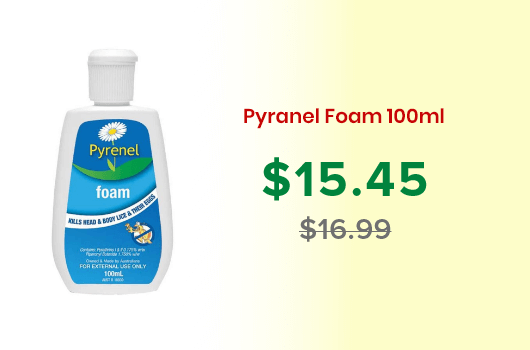 Pyrenel
foam
KILLS HEAD & BODY LICE & THEIR EGGS
FOR EXTERNAL USE ONLY
100mL
Pyranel Foam 100ml
$15.45
$16.99